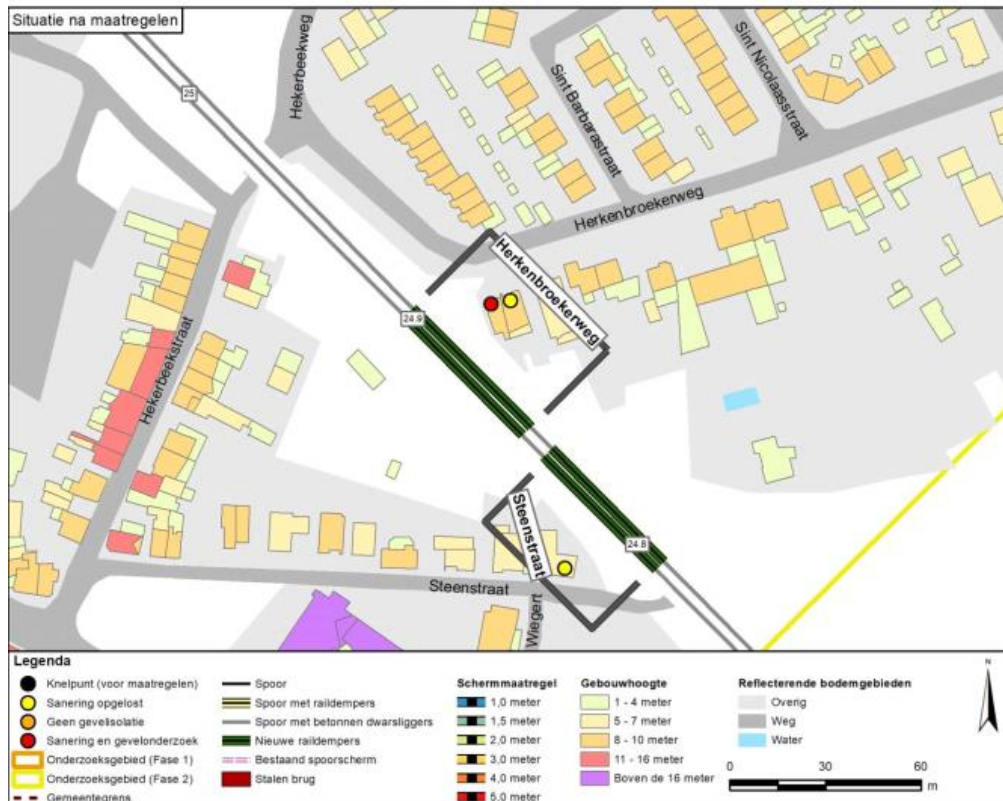 Situatie na maatregelen
25
Hekerbeekweg
Sint Barbarastraat
Sint Nicolaasstraat
Herkenbroekerweg
Herkenbroekerweg
24.9
Hekerbeekstraat
Steenstraat
24.8
Steenstraat
Wiegert
Legenda
Knelpunt (voor maatregelen)
Sanering opgelost
Geen gevelisolatie
Sanering en gevelonderzoek
Onderzoeksgebied (Fase 1)
Onderzoeksgebied (Fase 2)
Gemeentegrens
Spoor
Spoor met raildempers
Spoor met betonnen dwarsliggers
Nieuwe raildempers
Bestaand spoorscherm
Stalen brug
Schermmaatregel
1,0 meter
1,5 meter
2,0 meter
3,0 meter
4,0 meter
5,0 meter
Gebouwhoogte
1 - 4 meter
5 - 7 meter
8 - 10 meter
11 - 16 meter
Boven de 16 meter
Reflecterende bodemgebieden
Overig
Weg
Water
N
0 30 60
m